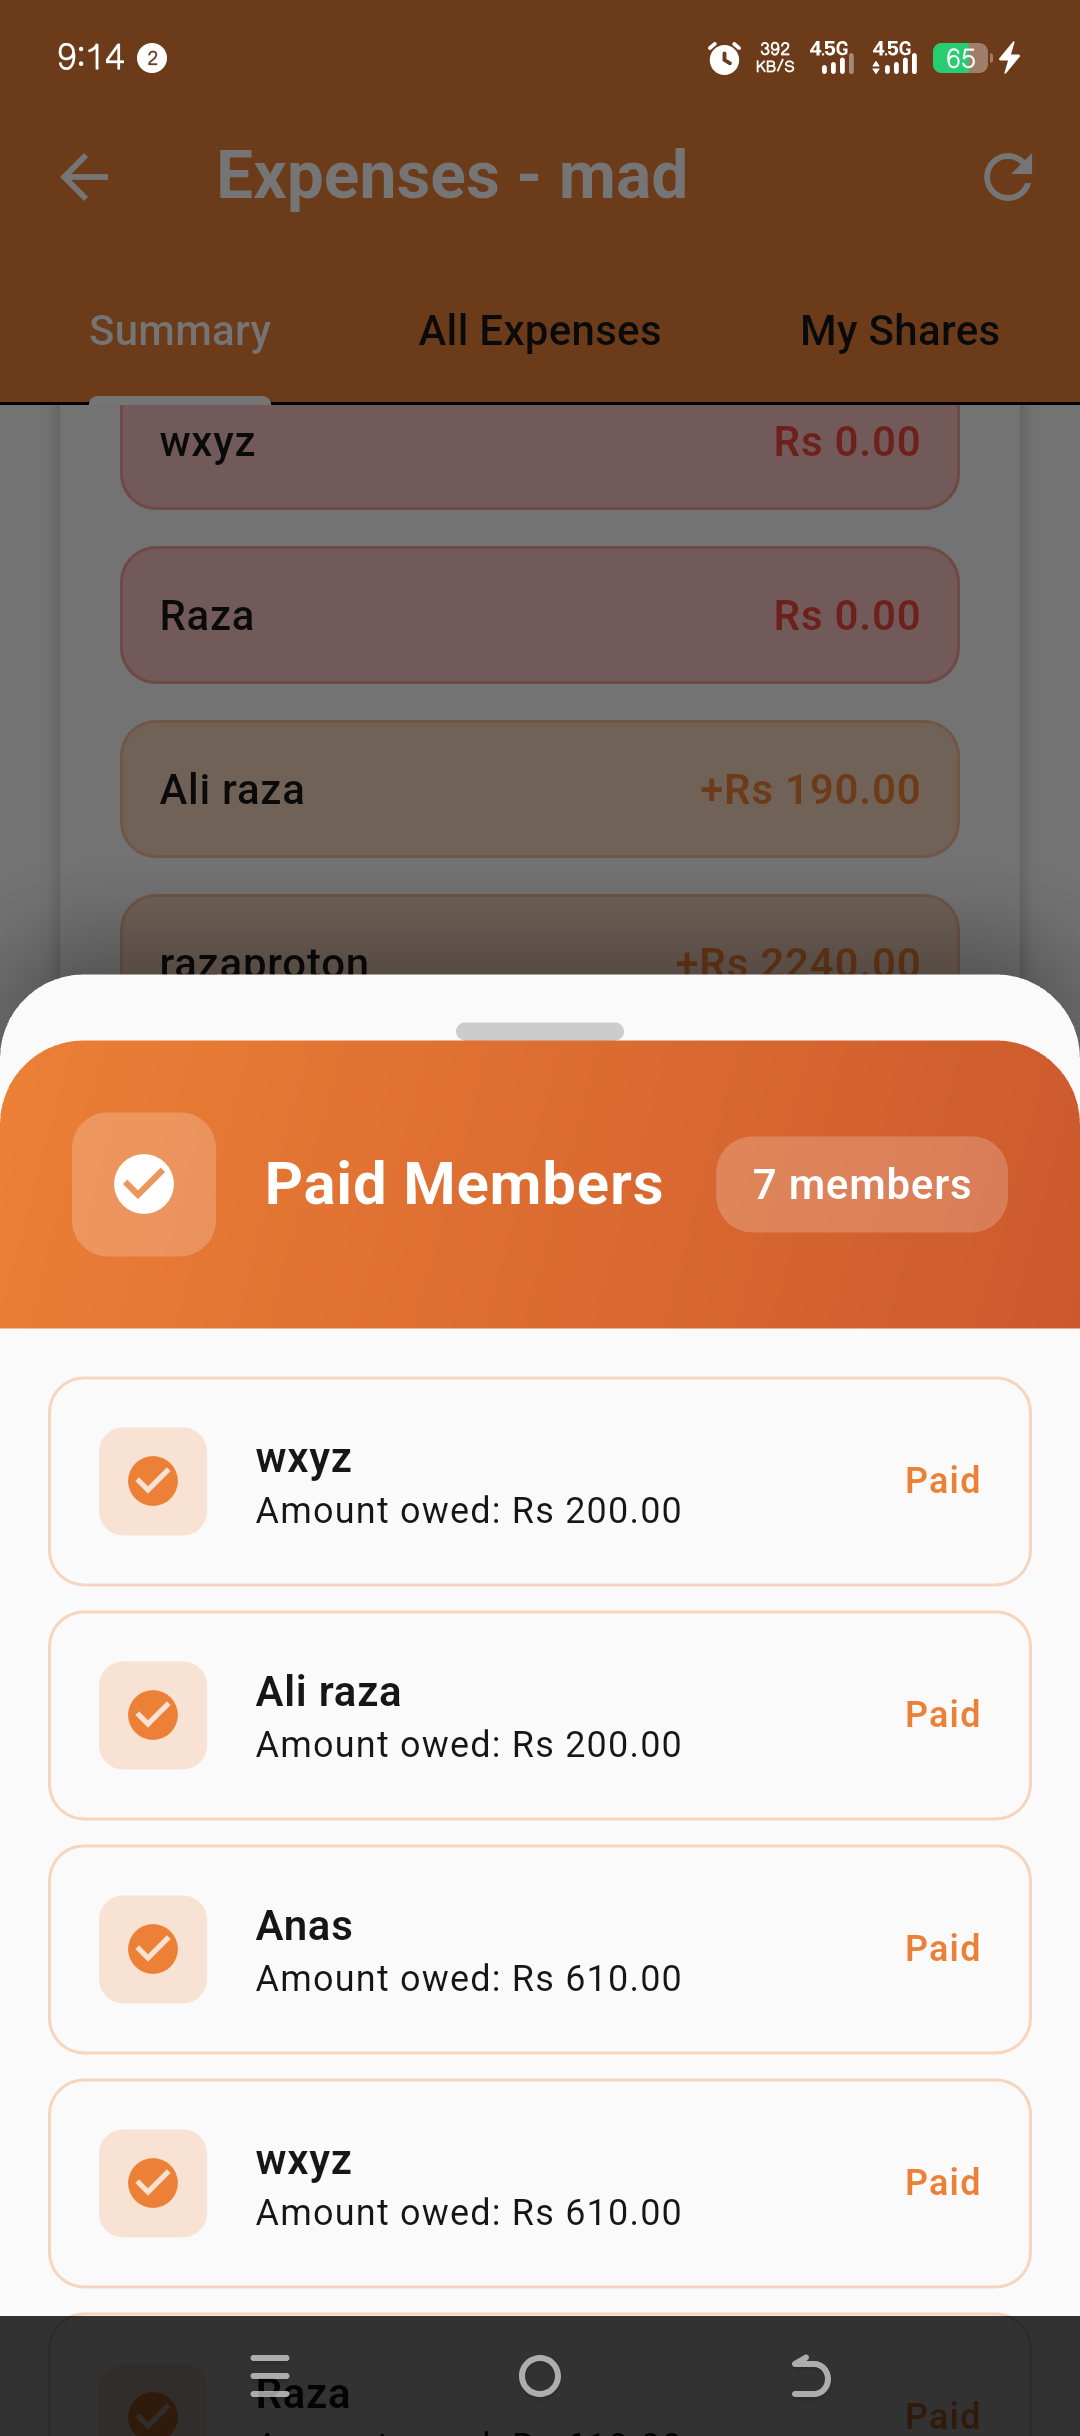 9:14 2 392 KB/S 4.5G 4.5G 65
Expenses - mad
Summary All Expenses My Shares
wxyz Rs 0.00
Raza Rs 0.00
Ali raza +Rs 190.00
razaproton +Rs 2240.00
Paid Members 7 members
wxyz
Amount owed: Rs 200.00
Paid
Ali raza
Amount owed: Rs 200.00
Paid
Anas
Amount owed: Rs 610.00
Paid
wxyz
Amount owed: Rs 610.00
Paid
Raza
Paid